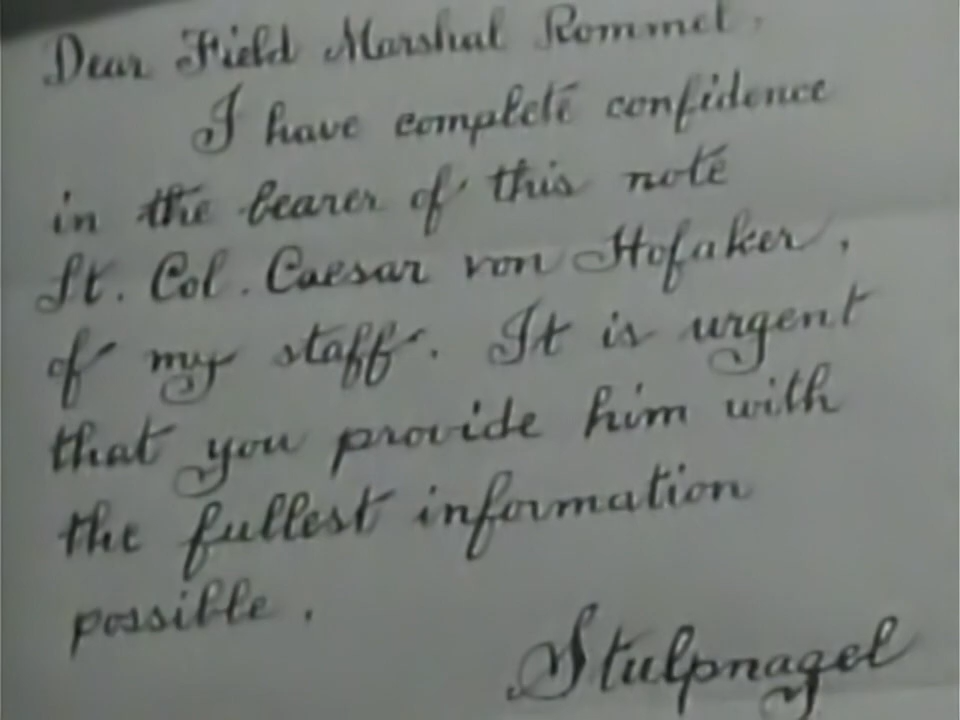 Dear Field Marshal Rommel,
I have complete confidence
in the bearer of this note
Lt. Col. Caesar von Hofaker,
of my staff. It is urgent
that you provide him with
the fullest information
possible.
Stulpnagel